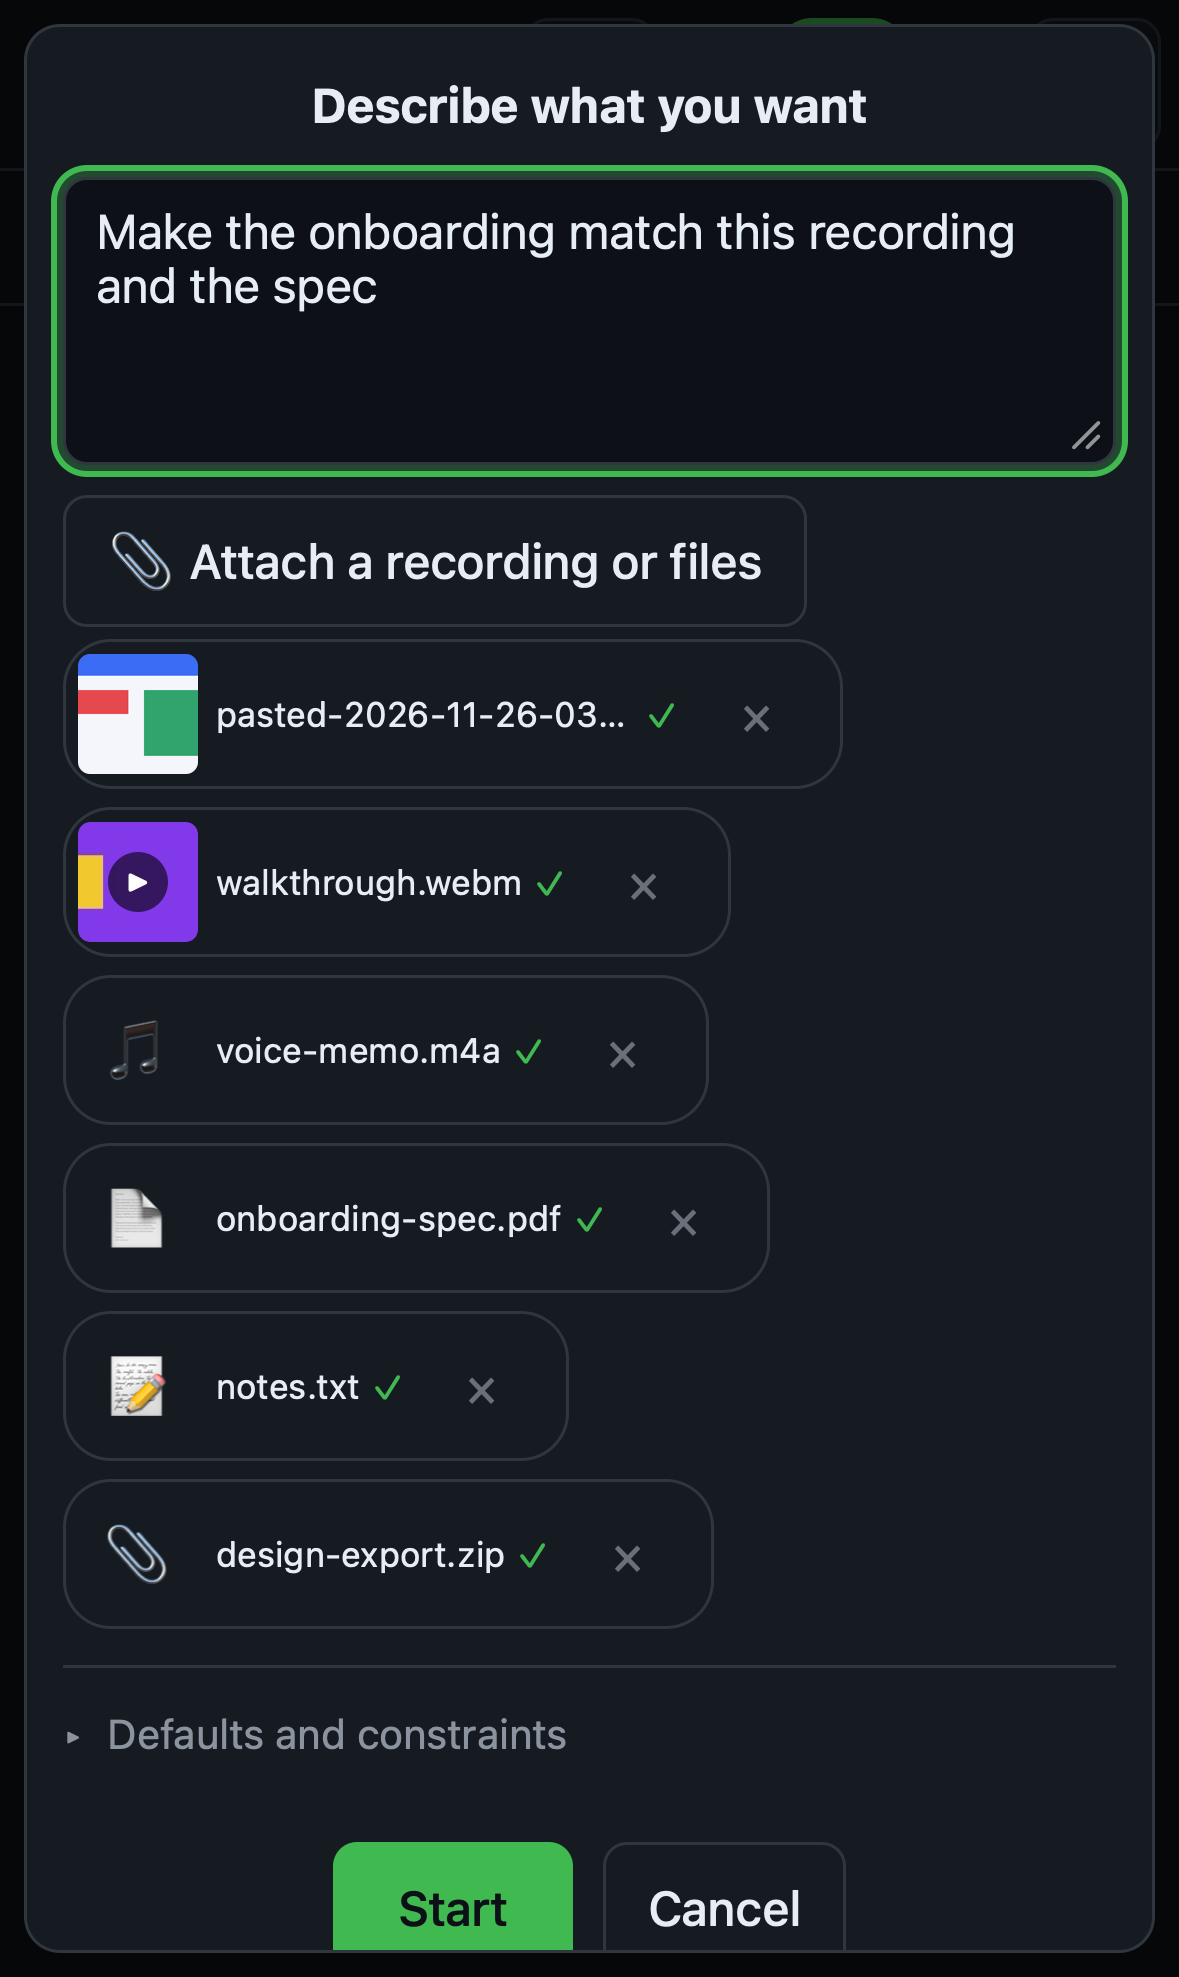 Describe what you want
Make the onboarding match this recording
and the spec
Attach a recording or files
pasted-2026-11-26-03...
walkthrough.webm
voice-memo.m4a
onboarding-spec.pdf
notes.txt
design-export.zip
Defaults and constraints
Start
Cancel